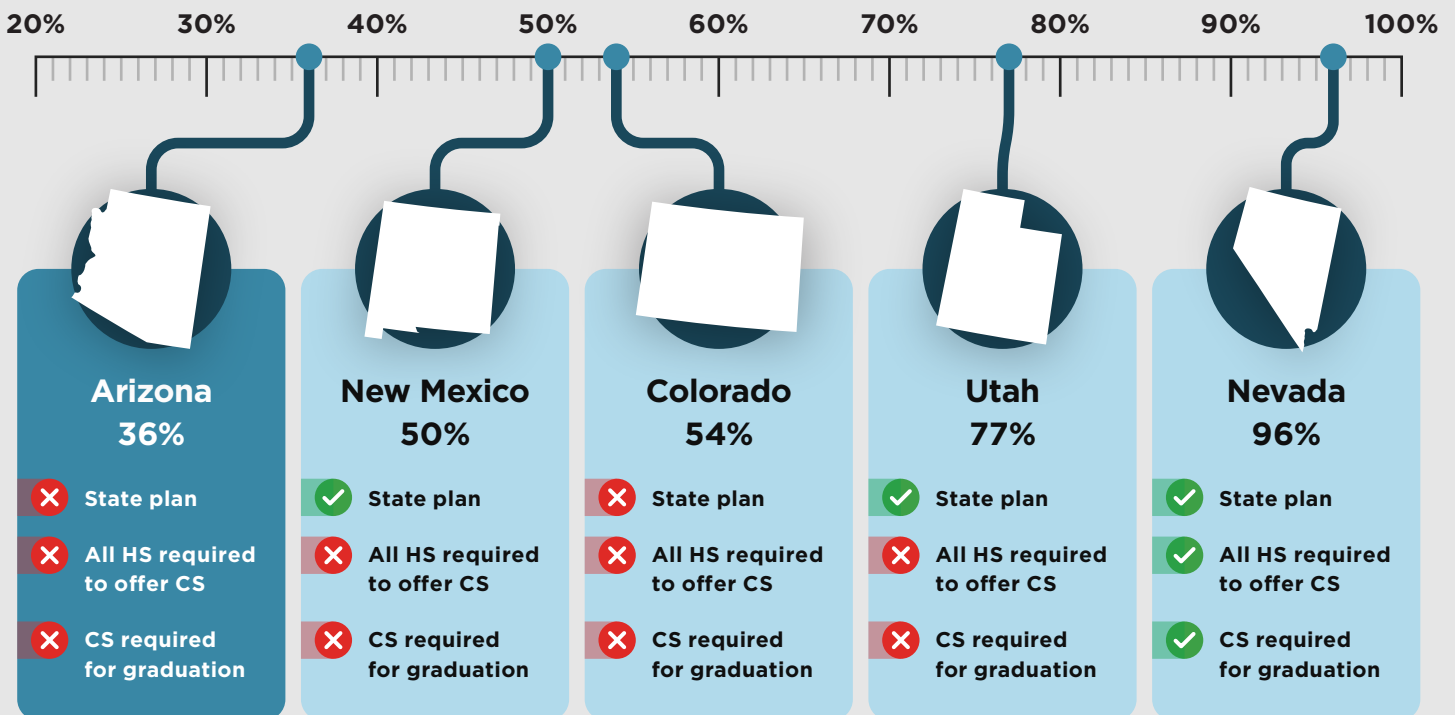 20% 30% 40% 50% 60% 70% 80% 90% 100%
Arizona
36%
State plan
All HS required
to offer CS
CS required
for graduation
New Mexico
50%
State plan
All HS required
to offer CS
CS required
for graduation
Colorado
54%
State plan
All HS required
to offer CS
CS required
for graduation
Utah
77%
State plan
All HS required
to offer CS
CS required
for graduation
Nevada
96%
State plan
All HS required
to offer CS
CS required
for graduation